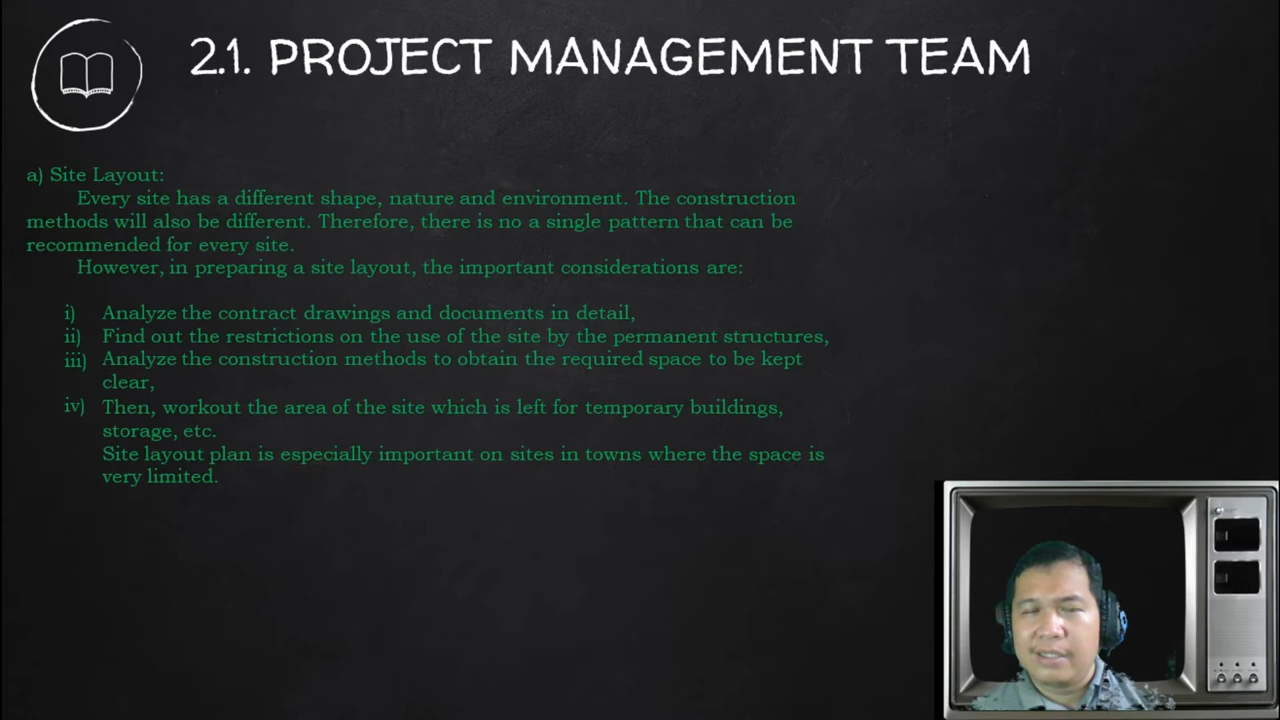 2.1. PROJECT MANAGEMENT TEAM
a) Site Layout:
Every site has a different shape, nature and environment. The construction
methods will also be different. Therefore, there is no a single pattern that can be
recommended for every site.
However, in preparing a site layout, the important considerations are:
i) Analyze the contract drawings and documents in detail,
ii) Find out the restrictions on the use of the site by the permanent structures,
iii) Analyze the construction methods to obtain the required space to be kept
clear,
iv) Then, workout the area of the site which is left for temporary buildings,
storage, etc.
Site layout plan is especially important on sites in towns where the space is
very limited.